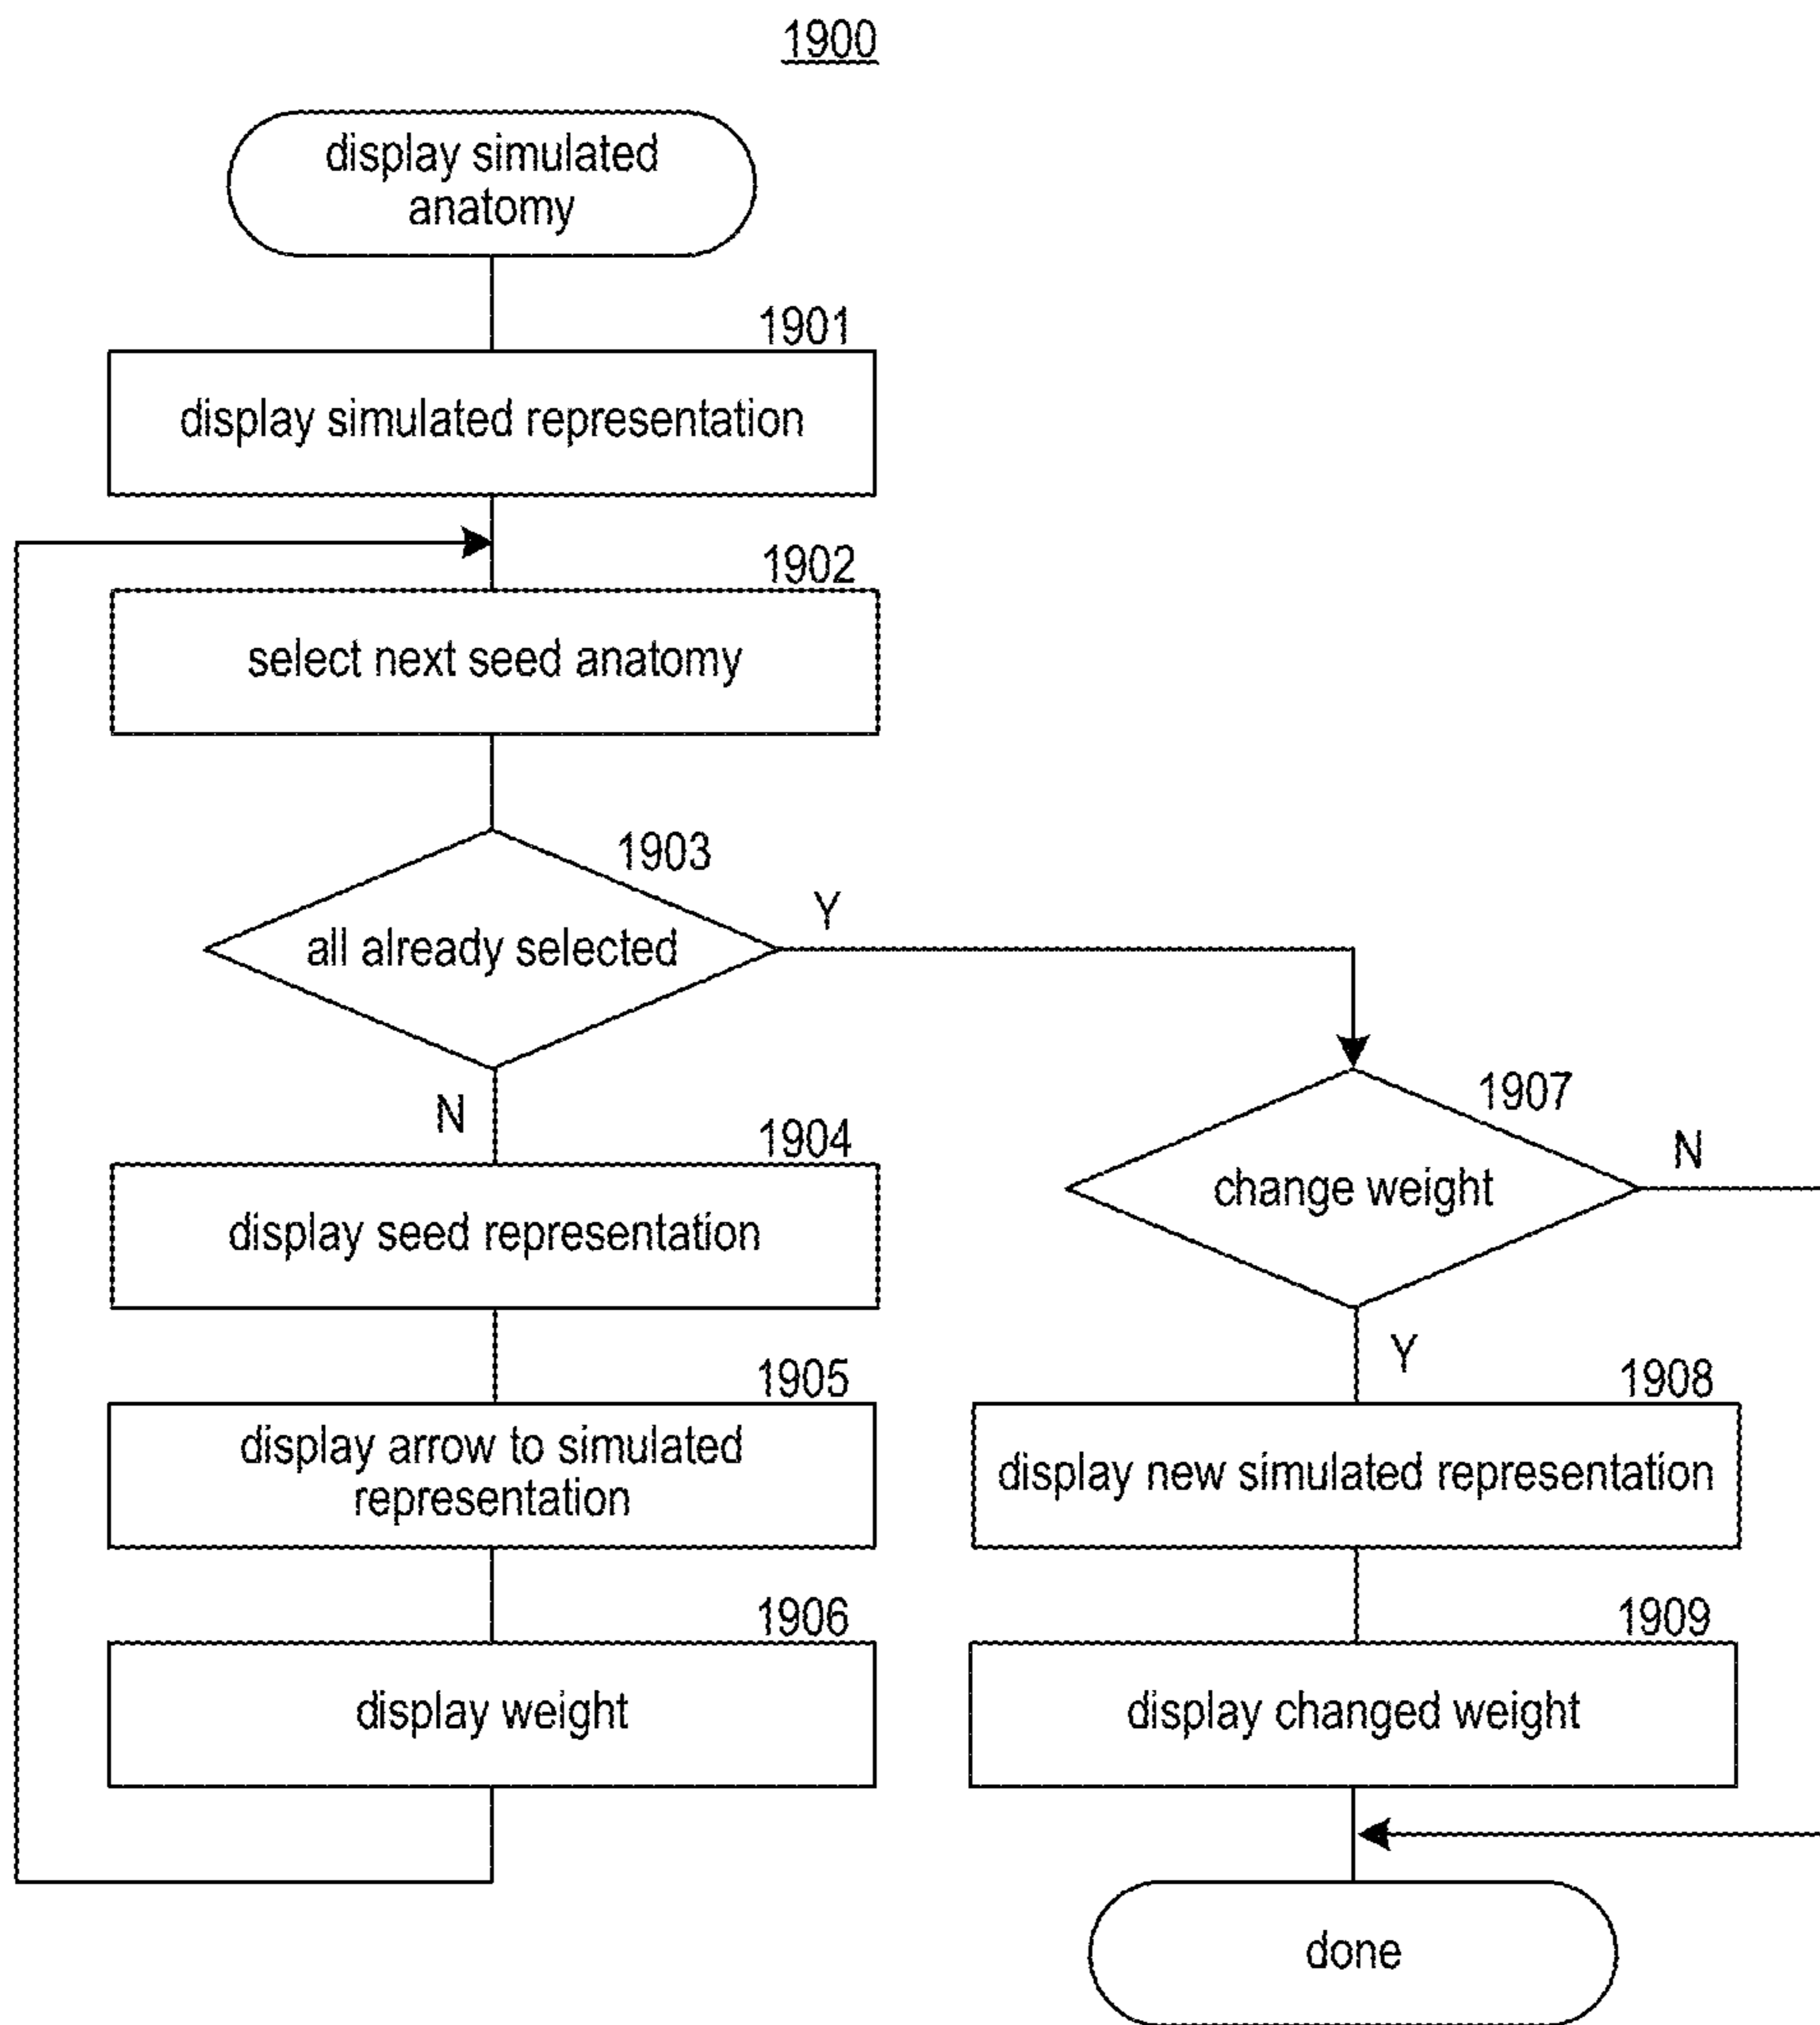 1900
display simulated
anatomy
1901
display simulated representation
1902
select next seed anatomy
1903
all already selected
Y
N
1904
display seed representation
1905
display arrow to simulated
representation
1906
display weight
1907
change weight
N
Y
1908
display new simulated representation
1909
display changed weight
done